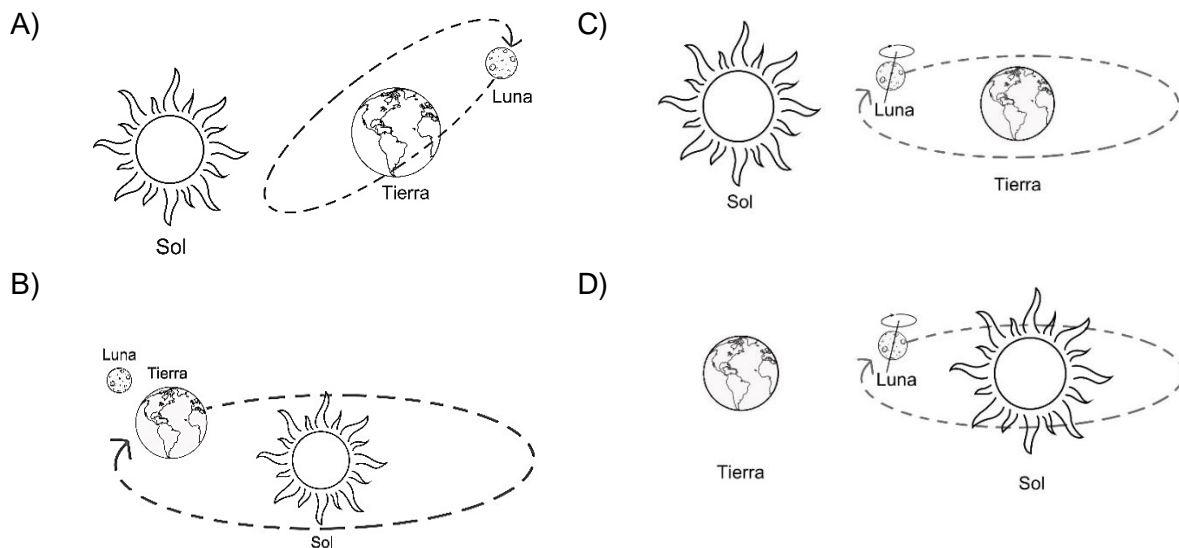 A)
Luna
Tierra
Sol
B)
Luna
Tierra
Sol
C)
Luna
Tierra
Sol
D)
Luna
Tierra
Sol